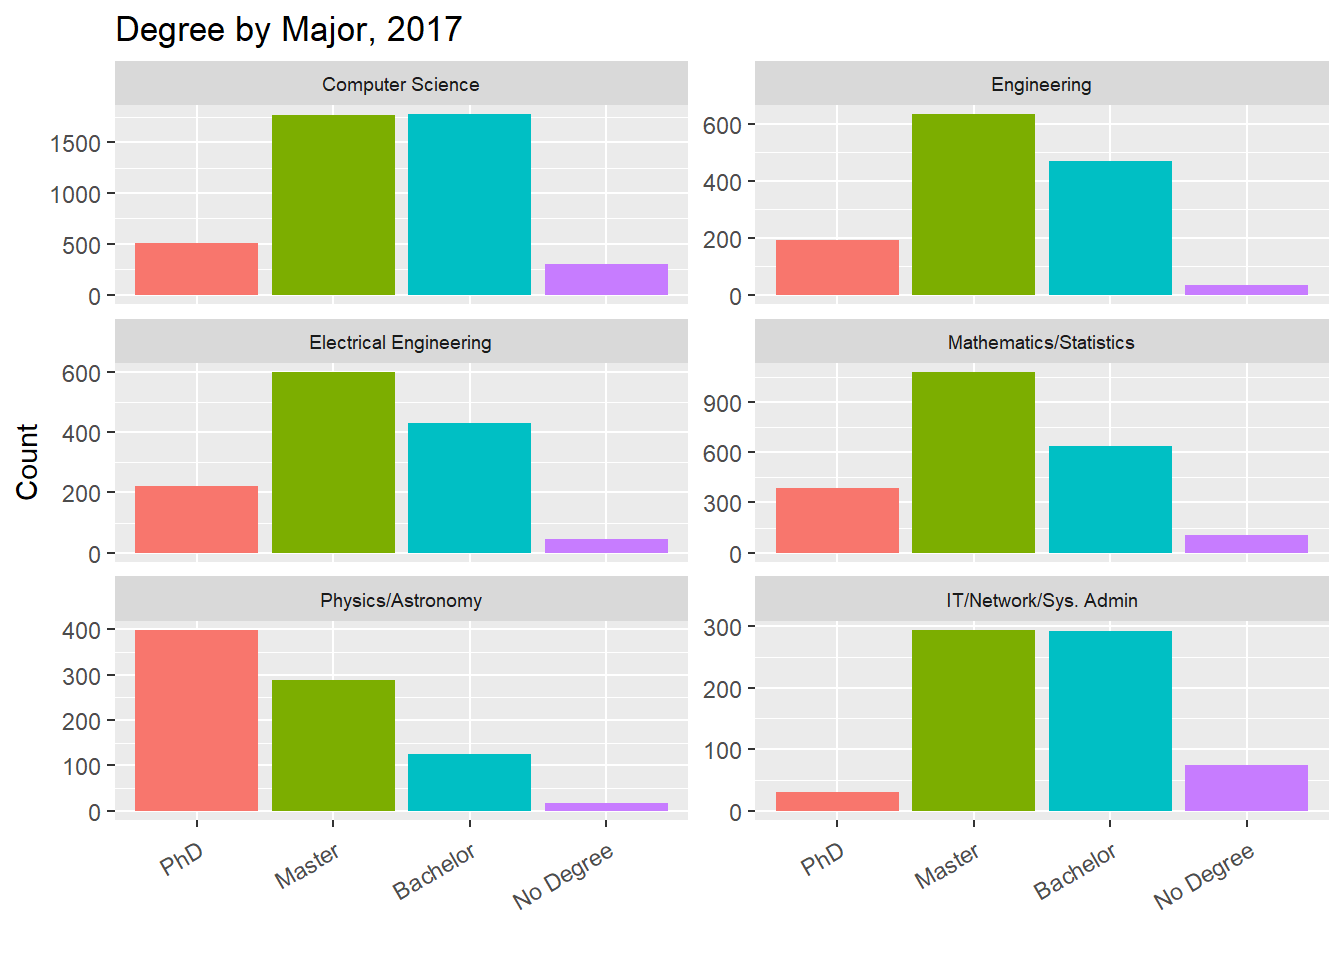 Degree by Major, 2017
Computer Science
Engineering
1500
1000
500
0
600
400
200
0
Electrical Engineering
Mathematics/Statistics
600
400
200
0
900
600
300
0
Count
Physics/Astronomy
IT/Network/Sys. Admin
400
300
200
100
0
300
200
100
0
PhD
Master
Bachelor
No Degree
PhD
Master
Bachelor
No Degree